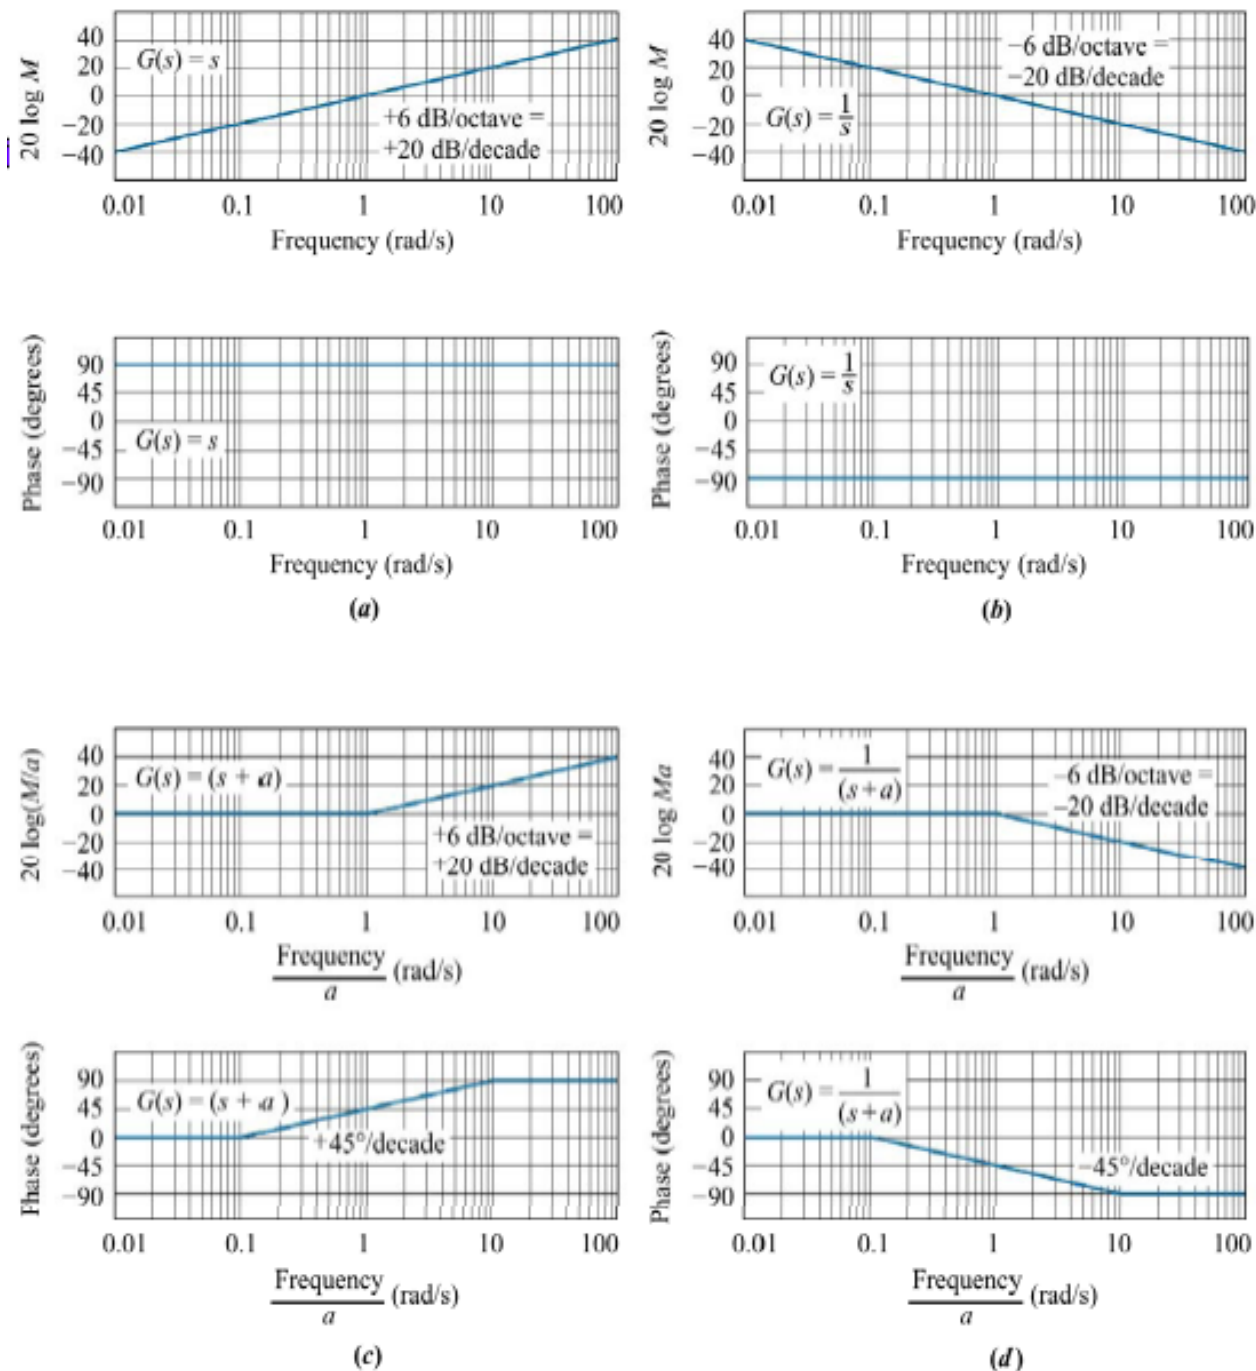 20 log M
40
20
0
−20
−40
G(s) = s
+6 dB/octave =
+20 dB/decade
0.01 0.1 1 10 100
Frequency (rad/s)
20 log M
40
20
0
−20
−40
−6 dB/octave =
−20 dB/decade
G(s) = 1/s
0.01 0.1 1 10 100
Frequency (rad/s)
Phase (degrees)
90
45
0
−45
−90
G(s) = s
0.01 0.1 1 10 100
Frequency (rad/s)
(a)
Phase (degrees)
90
45
0
−45
−90
G(s) = 1/s
0.01 0.1 1 10 100
Frequency (rad/s)
(b)
20 log(M/a)
40
20
0
−20
−40
G(s) = (s + a)
+6 dB/octave =
+20 dB/decade
0.01 0.1 1 10 100
Frequency/a (rad/s)
20 log Ma
40
20
0
−20
−40
G(s) = 1/(s+a)
−6 dB/octave =
−20 dB/decade
0.01 0.1 1 10 100
Frequency/a (rad/s)
Phase (degrees)
90
45
0
−45
−90
G(s) = (s + a )
+45°/decade
0.01 0.1 1 10 100
Frequency/a (rad/s)
(c)
Phase (degrees)
90
45
0
−45
−90
G(s) = 1/(s+a)
−45°/decade
0.01 0.1 1 10 100
Frequency/a (rad/s)
(d)